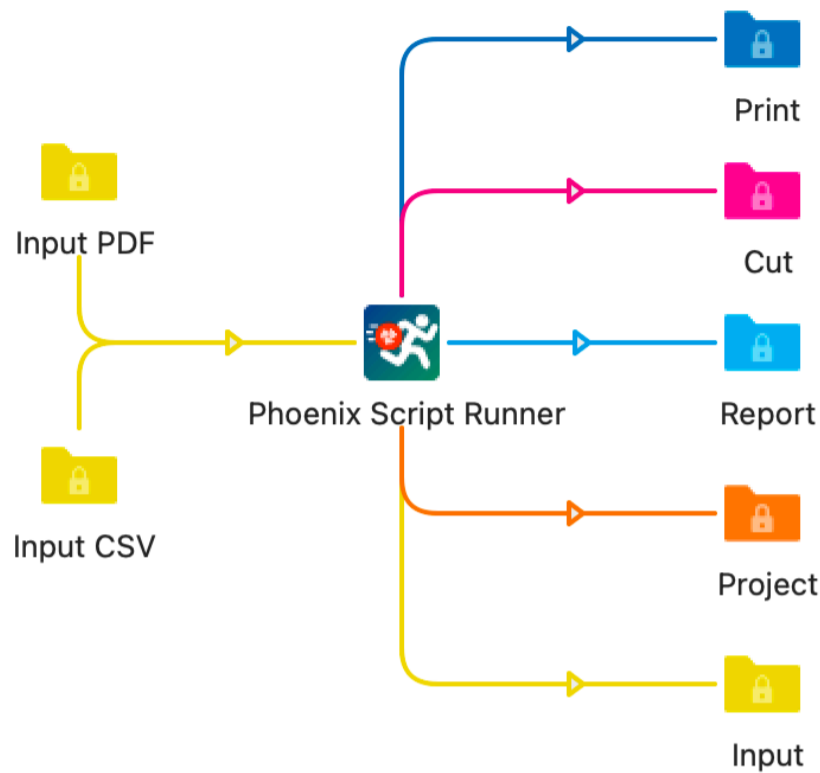 Print
Input PDF
Cut
Phoenix Script Runner
Report
Input CSV
Project
Input